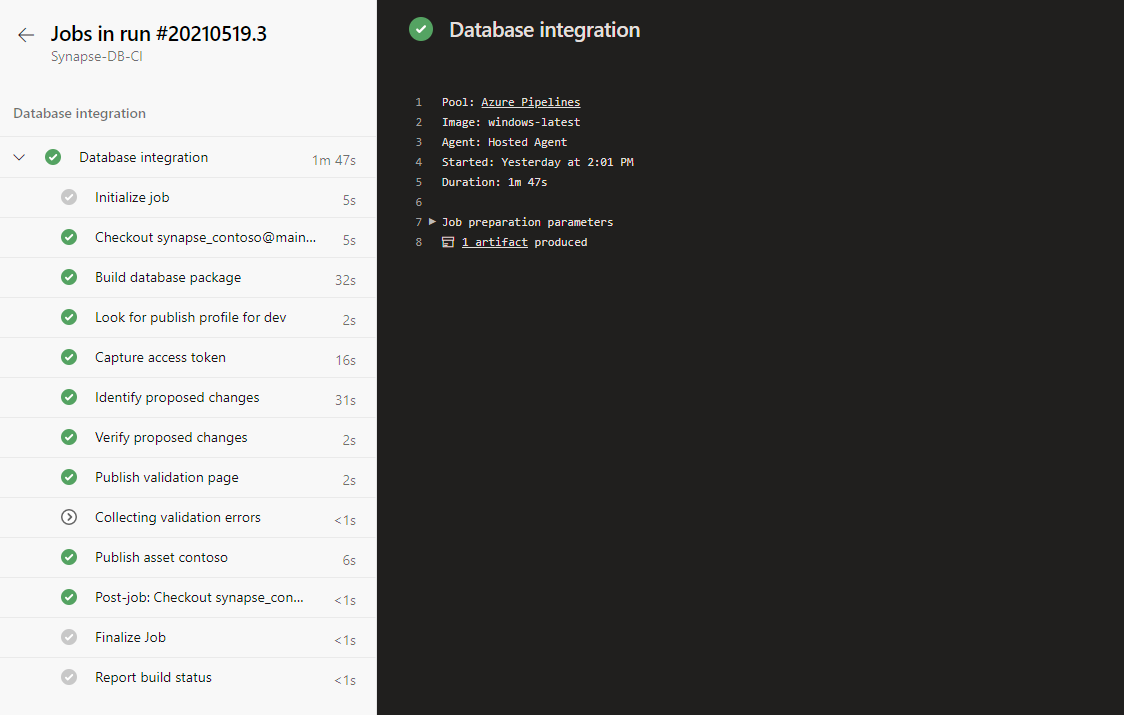 Jobs in run #20210519.3
Synapse-DB-CI
Database integration
Database integration 1m 47s
Initialize job 5s
Checkout synapse_contoso@main... 5s
Build database package 32s
Look for publish profile for dev 2s
Capture access token 16s
Identify proposed changes 31s
Verify proposed changes 2s
Publish validation page 2s
Collecting validation errors <1s
Publish asset contoso 6s
Post-job: Checkout synapse_con... <1s
Finalize Job <1s
Report build status <1s
Database integration
1 Pool: Azure Pipelines
2 Image: windows-latest
3 Agent: Hosted Agent
4 Started: Yesterday at 2:01 PM
5 Duration: 1m 47s
6
7 Job preparation parameters
8 1 artifact produced